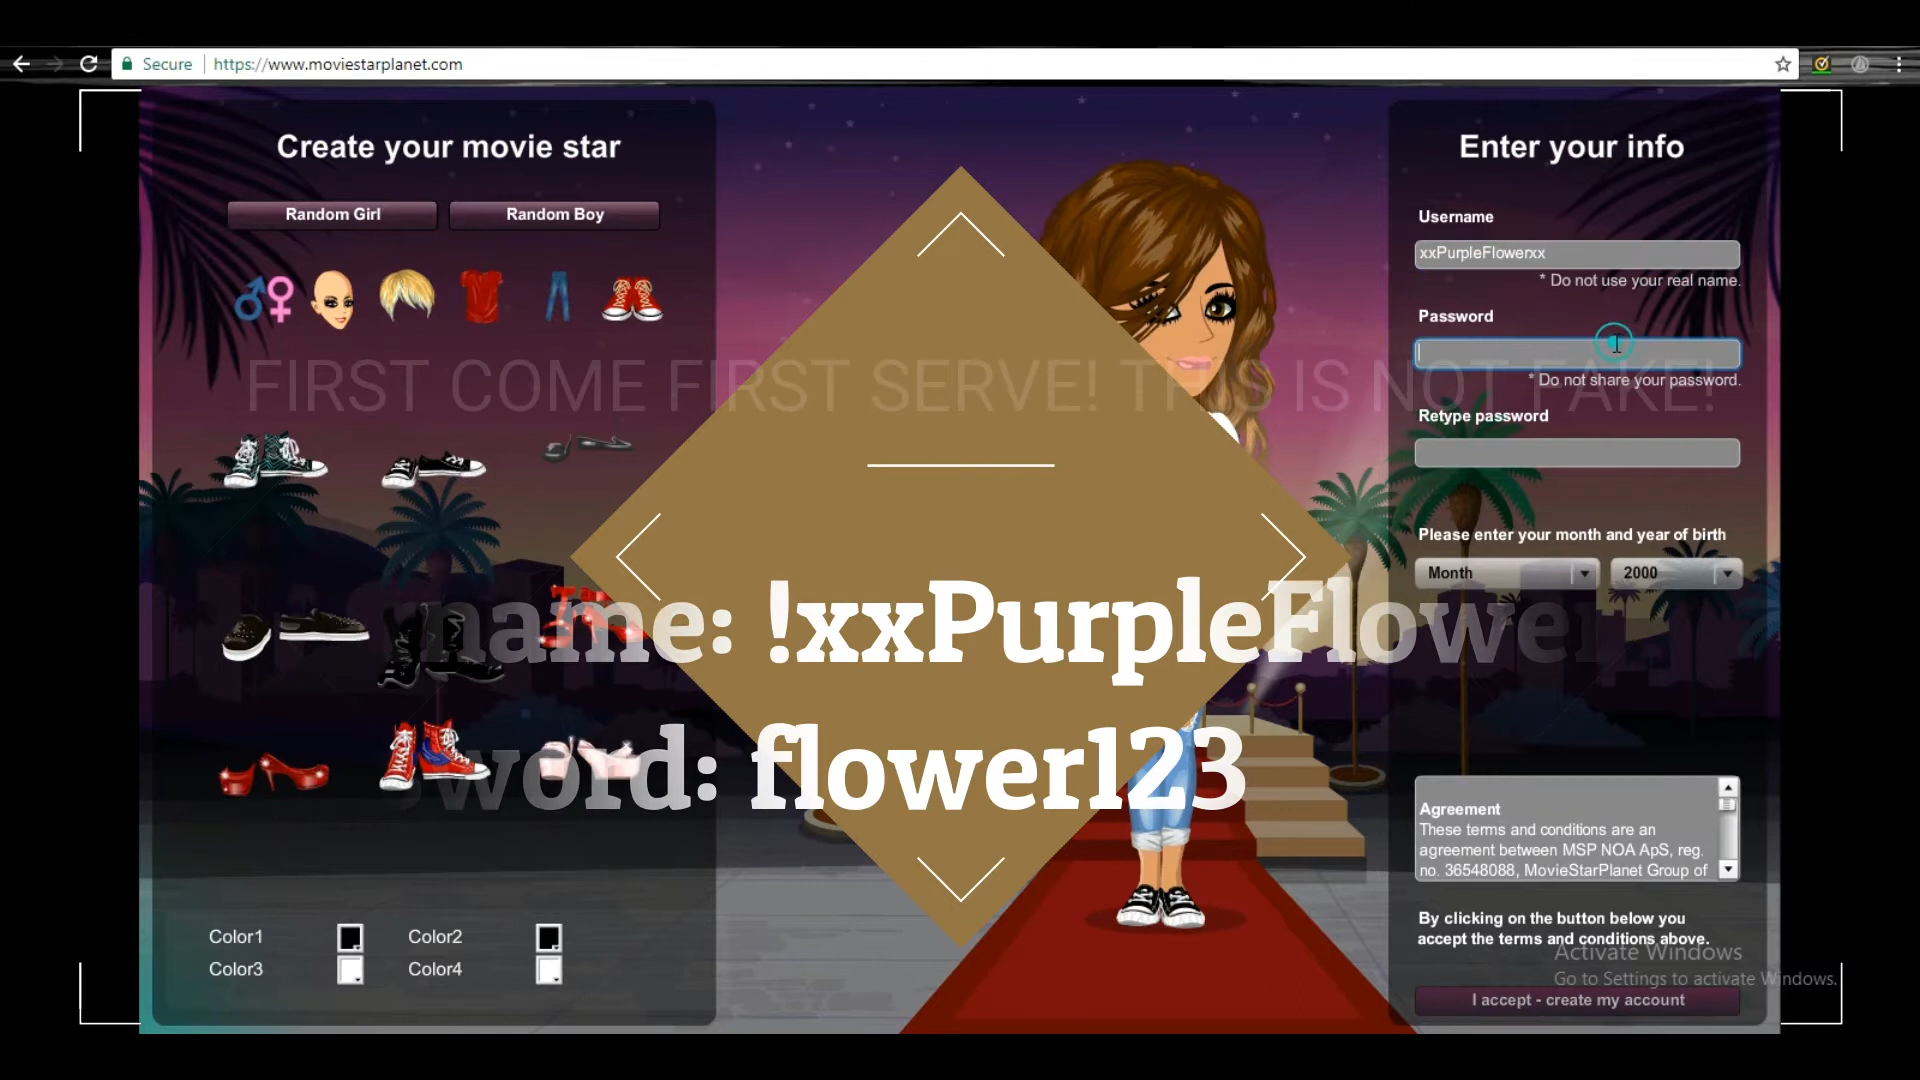 Secure https://www.moviestarplanet.com
Create your movie star
Random Girl
Random Boy
Enter your info
Username
xxPurpleFlowerxx
* Do not use your real name.
Password
* Do not share your password.
FIRST COME FIRST SERVE! THIS IS NOT FAKE!
Retype password
Please enter your month and year of birth
Month
2000
name: !xxPurpleFlower
sword: flower123
Agreement
These terms and conditions are an
agreement between MSP NOA ApS, reg.
no. 36548088, MovieStarPlanet Group of
By clicking on the button below you
accept the terms and conditions above.
Color1
Color2
Color3
Color4
Activate Windows
Go to Settings to activate Windows.
I accept - create my account